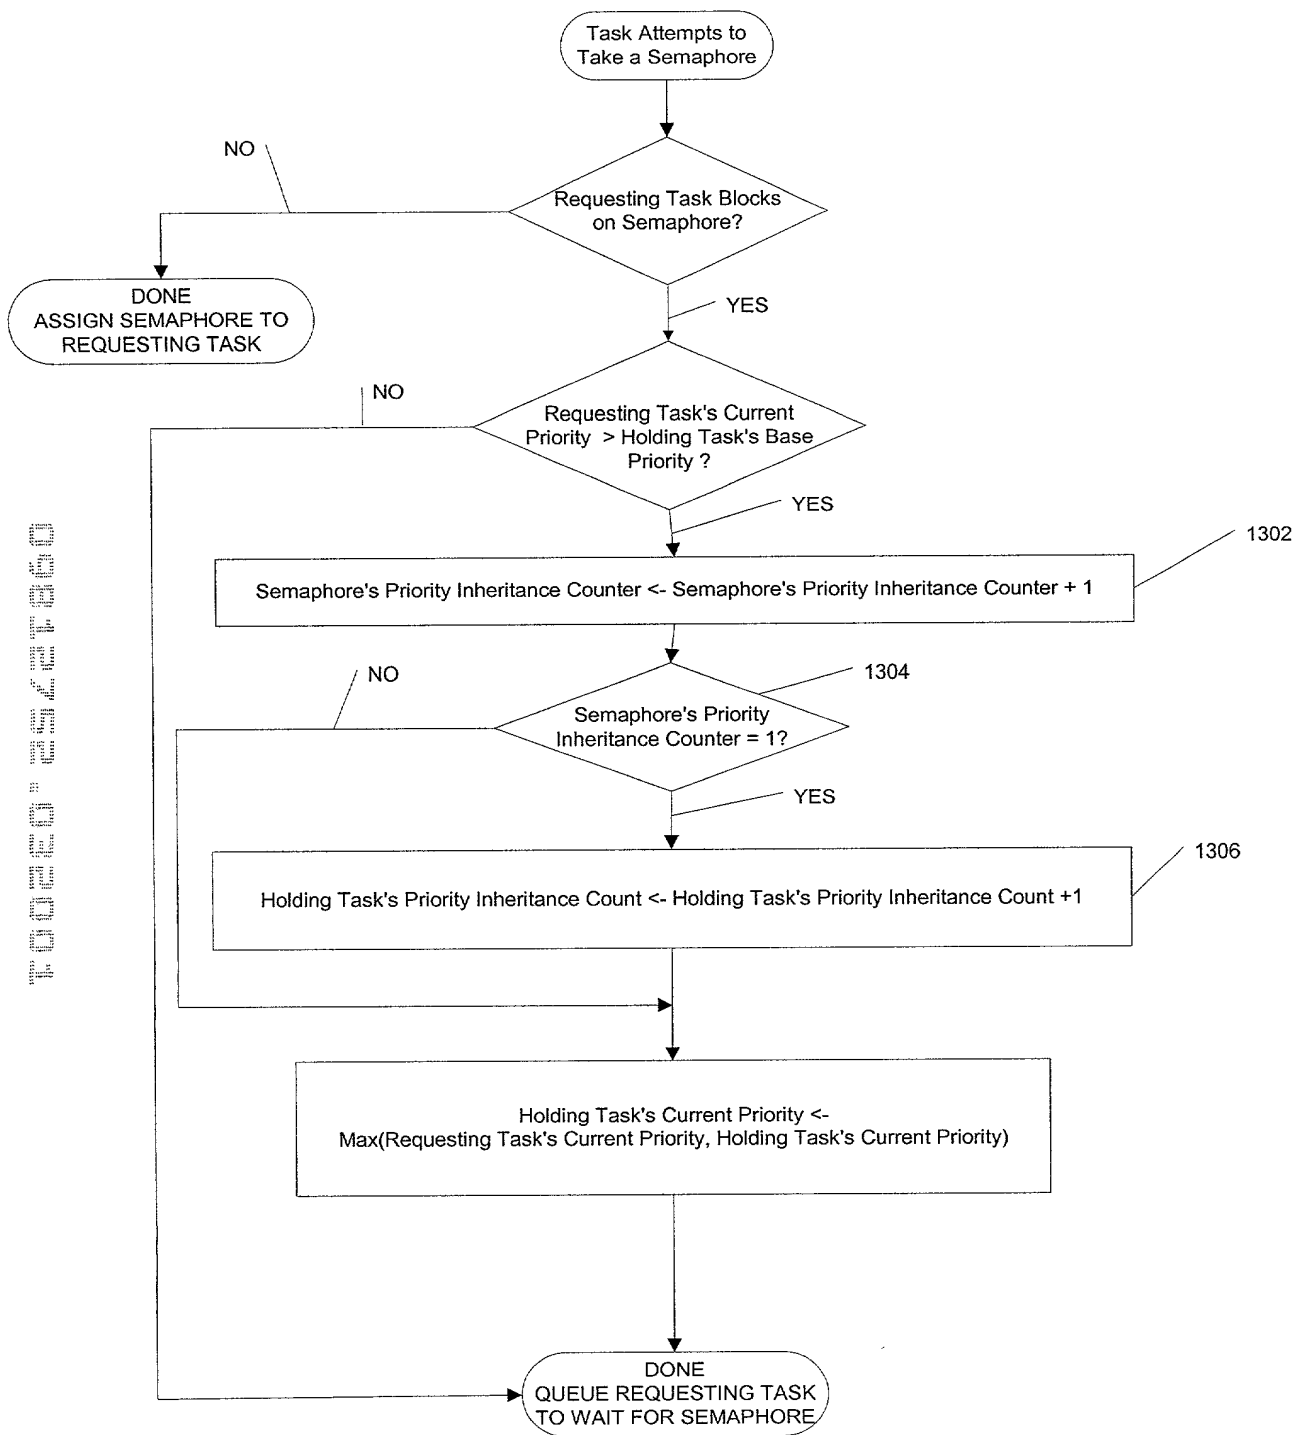 Task Attempts to
Take a Semaphore
NO
Requesting Task Blocks
on Semaphore?
DONE
ASSIGN SEMAPHORE TO
REQUESTING TASK
YES
NO
Requesting Task's Current
Priority > Holding Task's Base
Priority ?
YES
1302
Semaphore's Priority Inheritance Counter <- Semaphore's Priority Inheritance Counter + 1
NO
1304
Semaphore's Priority
Inheritance Counter = 1?
YES
1306
Holding Task's Priority Inheritance Count <- Holding Task's Priority Inheritance Count +1
Holding Task's Current Priority <-
Max(Requesting Task's Current Priority, Holding Task's Current Priority)
DONE
QUEUE REQUESTING TASK
TO WAIT FOR SEMAPHORE